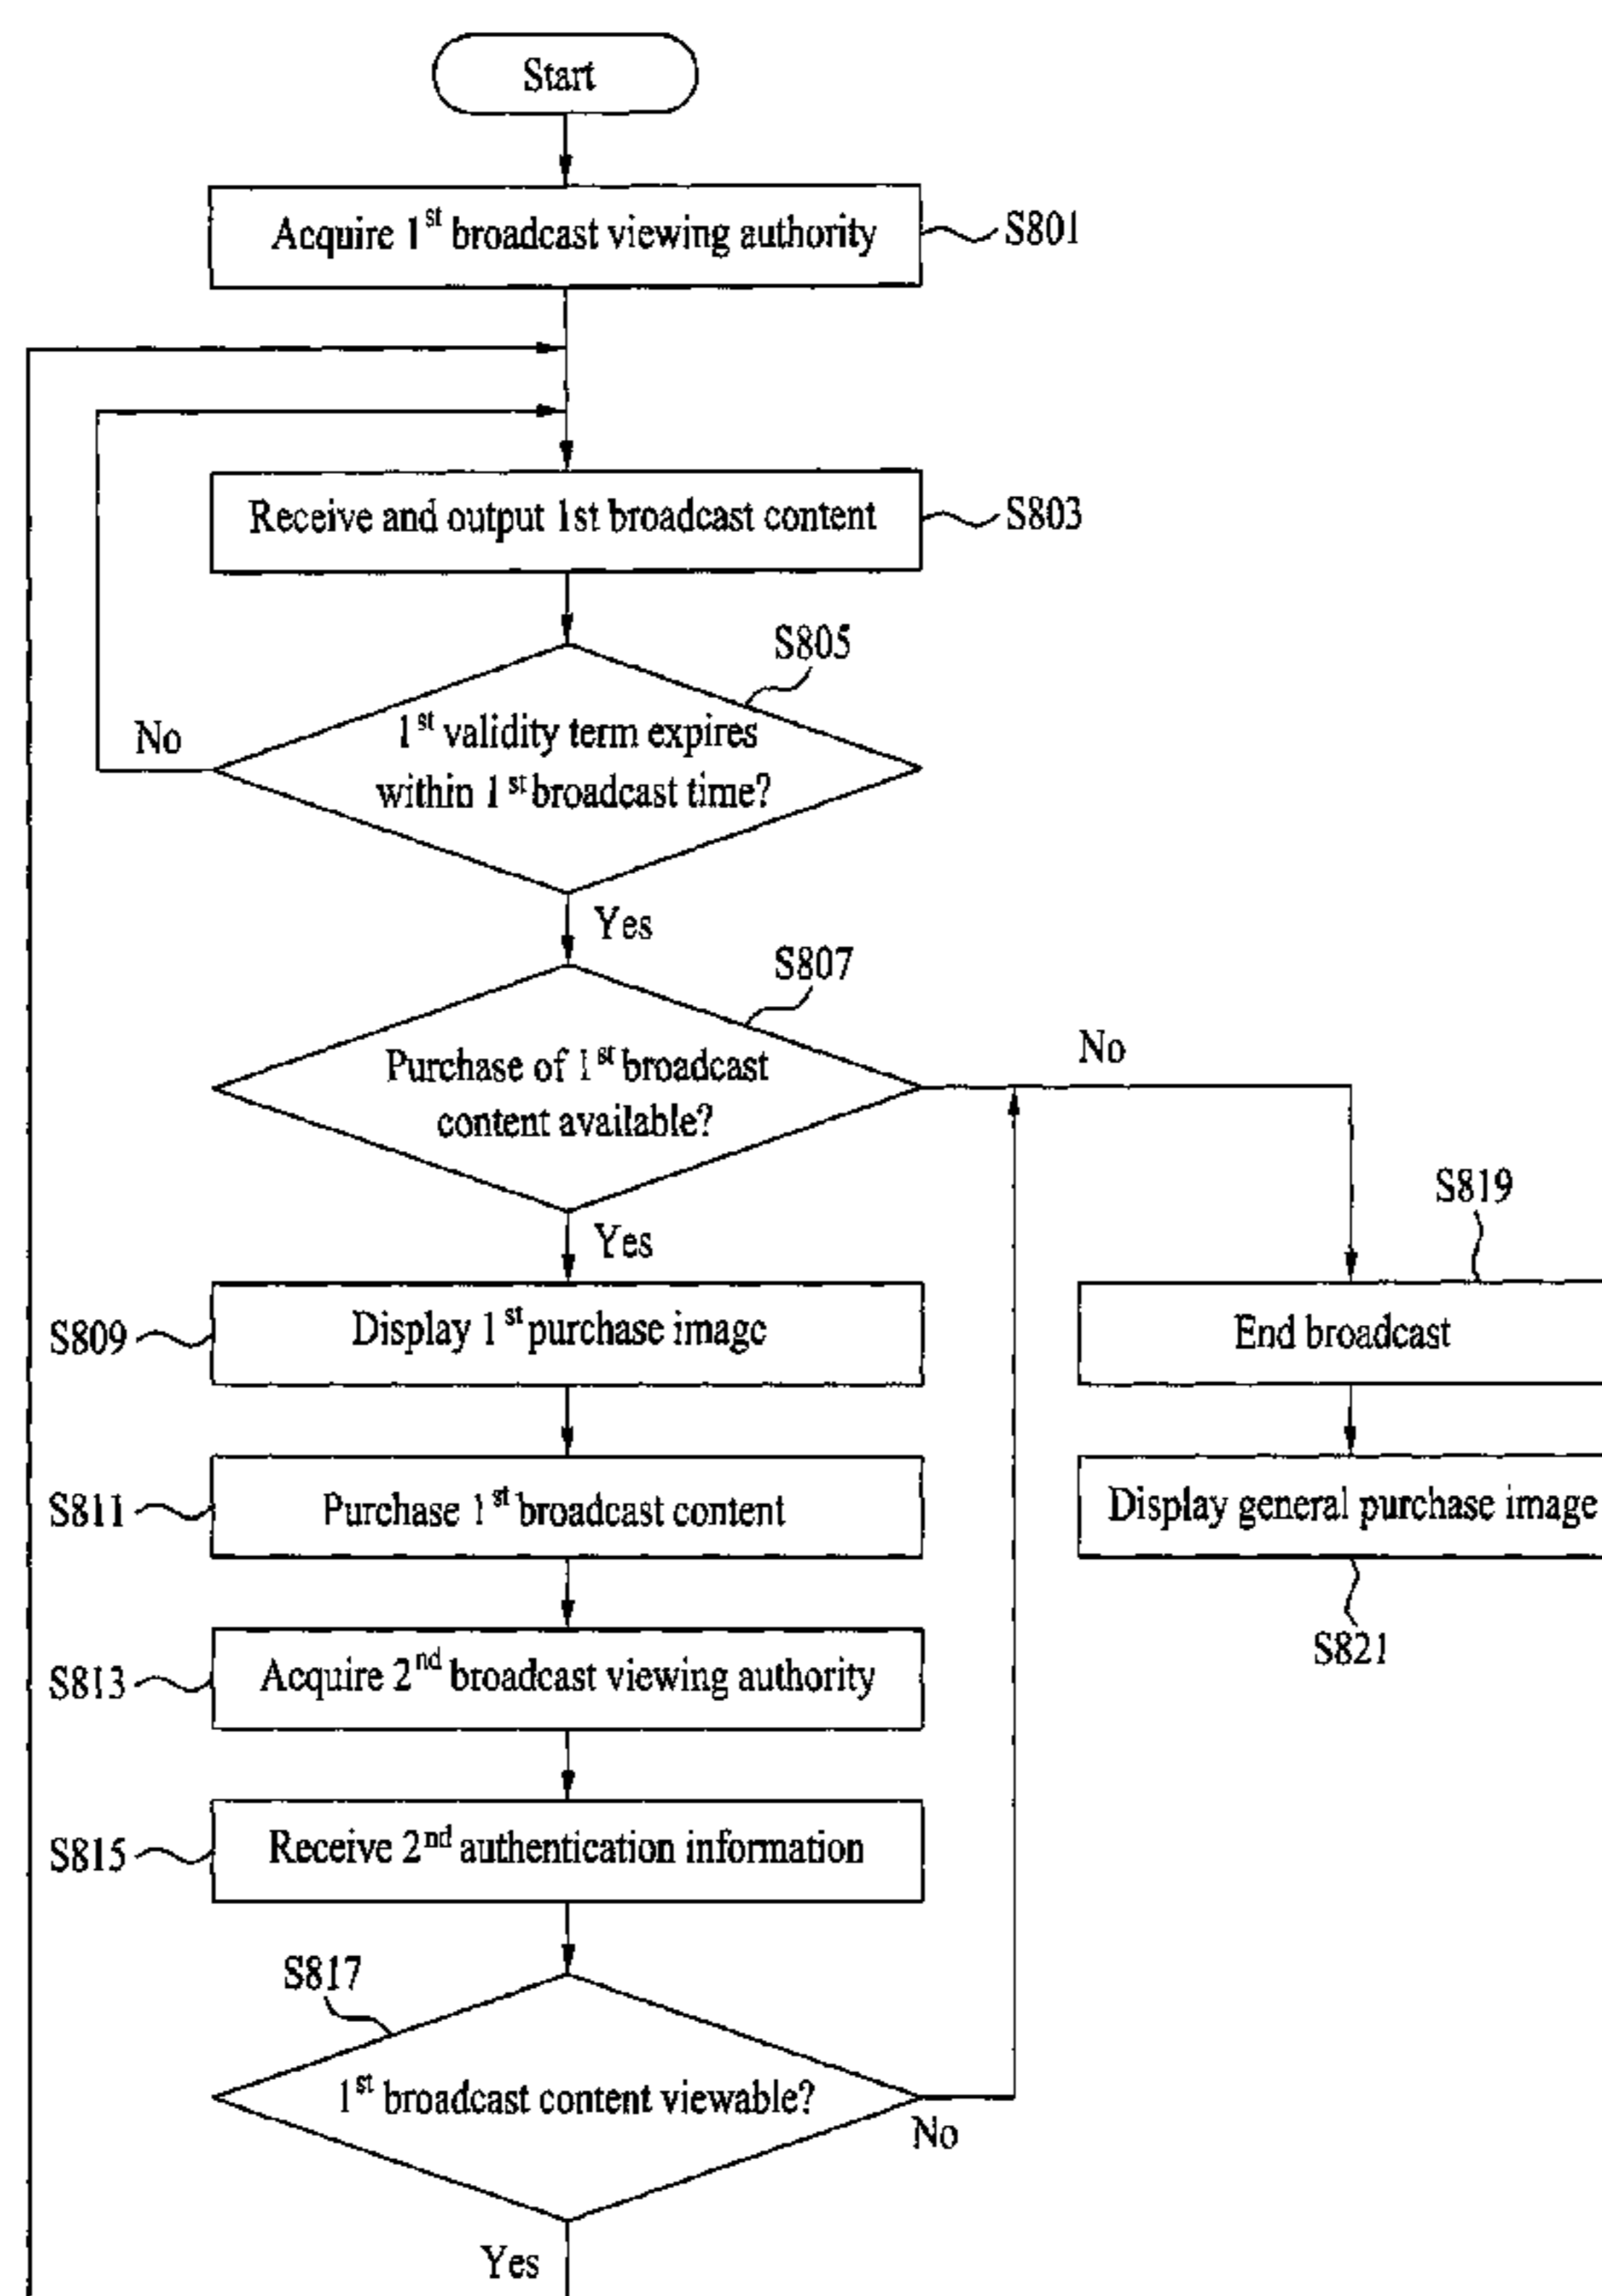 Start
Acquire 1st broadcast viewing authority
S801
Receive and output 1st broadcast content
S803
S805
1st validity term expires
within 1st broadcast time?
No
Yes
S807
Purchase of 1st broadcast
content available?
No
Yes
S819
S809
Display 1st purchase image
End broadcast
S811
Purchase 1st broadcast content
Display general purchase image
S821
S813
Acquire 2nd broadcast viewing authority
S815
Receive 2nd authentication information
S817
1st broadcast content viewable?
No
Yes